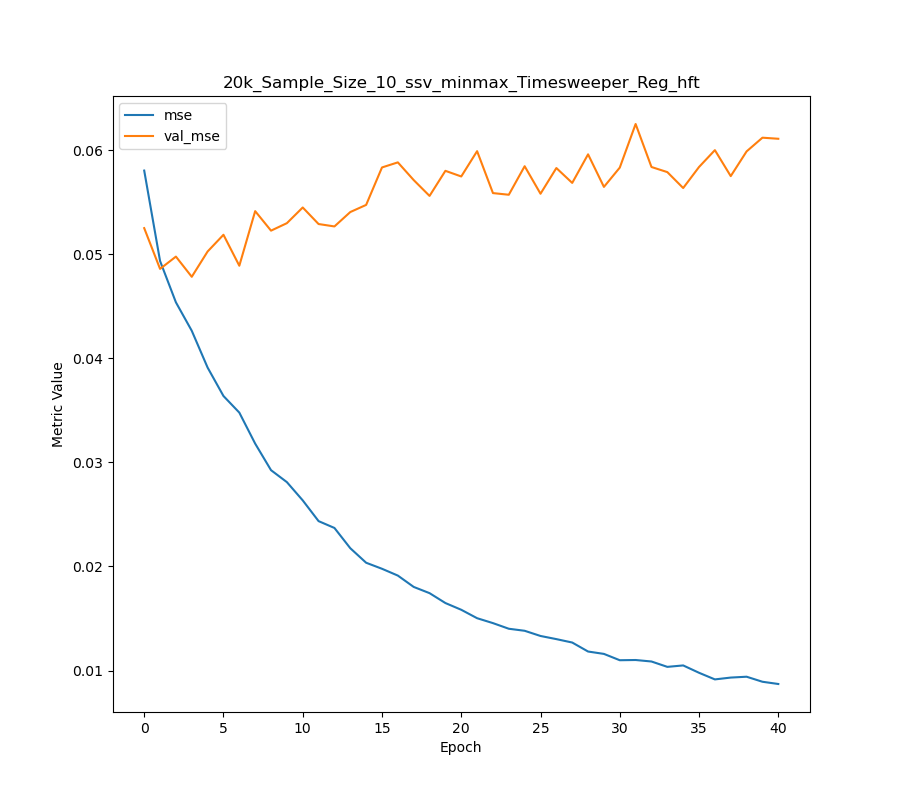 20k_Sample_Size_10_ssv_minmax_Timesweeper_Reg_hft
mse
val_mse
0.06
0.05
0.04
0.03
0.02
0.01
Metric Value
0 5 10 15 20 25 30 35 40
Epoch